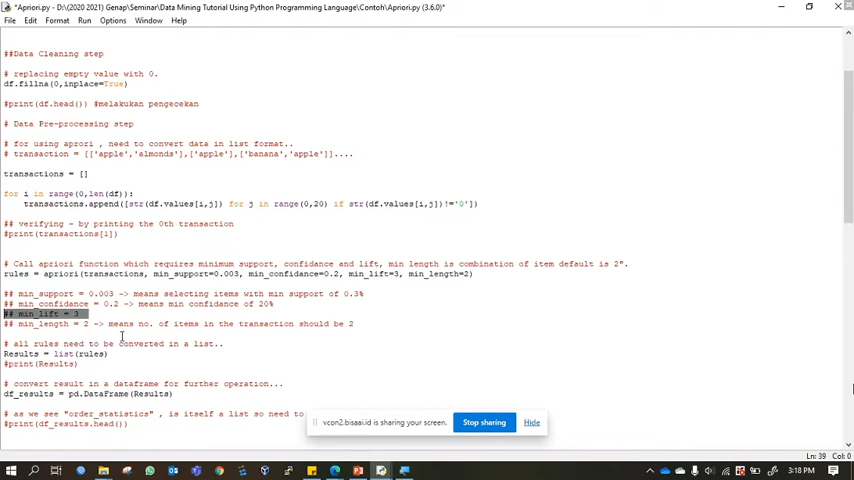 *Apriori.py - D:\(2020 2021) Genap\Seminar\Data Mining Tutorial Using Python Programming Language\Contoh\Apriori.py (3.6.0)*
File Edit Format Run Options Window Help
##Data Cleaning step
# replacing empty value with 0.
df.fillna(0,inplace=True)
#print(df.head()) #melakukan pengecekan
# Data Pre-processing step
# for using aprori , need to convert data in list format..
# transaction = [['apple','almonds'],['apple'],['banana','apple']]....
transactions = []
for i in range(0,len(df)):
    transactions.append([str(df.values[i,j]) for j in range(0,20) if str(df.values[i,j])!='0'])
## verifying - by printing the 0th transaction
#print(transactions[1])
# Call apriori function which requires minimum support, confidance and lift, min length is combination of item default is 2".
rules = apriori(transactions, min_support=0.003, min_confidance=0.2, min_lift=3, min_length=2)
## min_support = 0.003 -> means selecting items with min support of 0.3%
## min_confidance = 0.2 -> means min confidance of 20%
## min_lift = 3
## min_length = 2 -> means no. of items in the transaction should be 2
# all rules need to be converted in a list..
Results = list(rules)
#print(Results)
# convert result in a dataframe for further operation...
df_results = pd.DataFrame(Results)
# as we see "order_statistics" , is itself a list so need to
#print(df_results.head())
vcon2.bisaai.id is sharing your screen. Stop sharing Hide
Ln: 39 Col: 0
3:18 PM